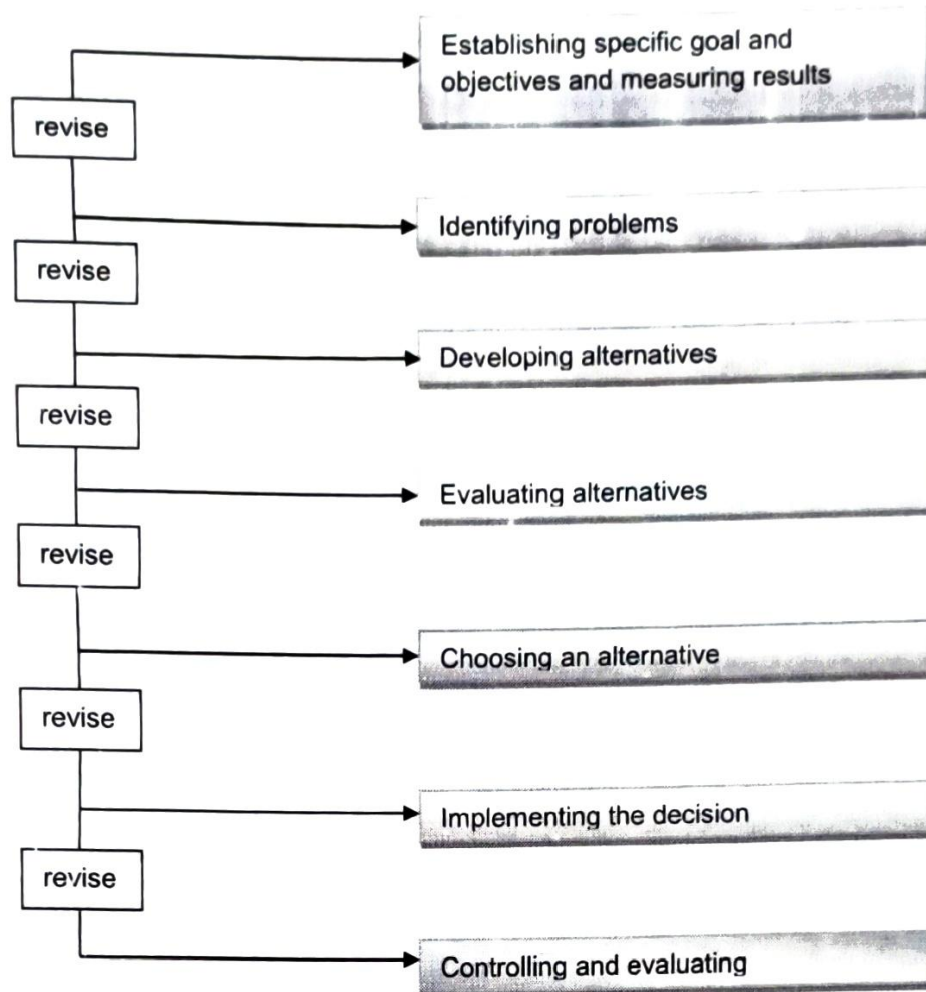 Establishing specific goal and
objectives and measuring results
revise
Identifying problems
revise
Developing alternatives
revise
Evaluating alternatives
revise
Choosing an alternative
revise
Implementing the decision
revise
Controlling and evaluating